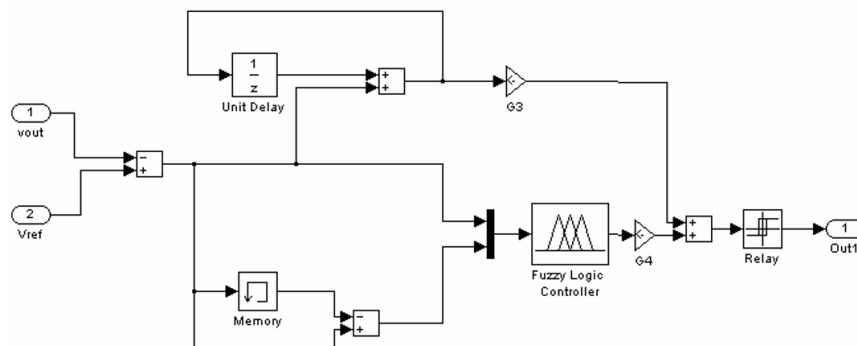 1
z
Unit Delay
G3
1
vout
2
Vref
Fuzzy Logic
Controller
G4
Relay
1
Out1
Memory